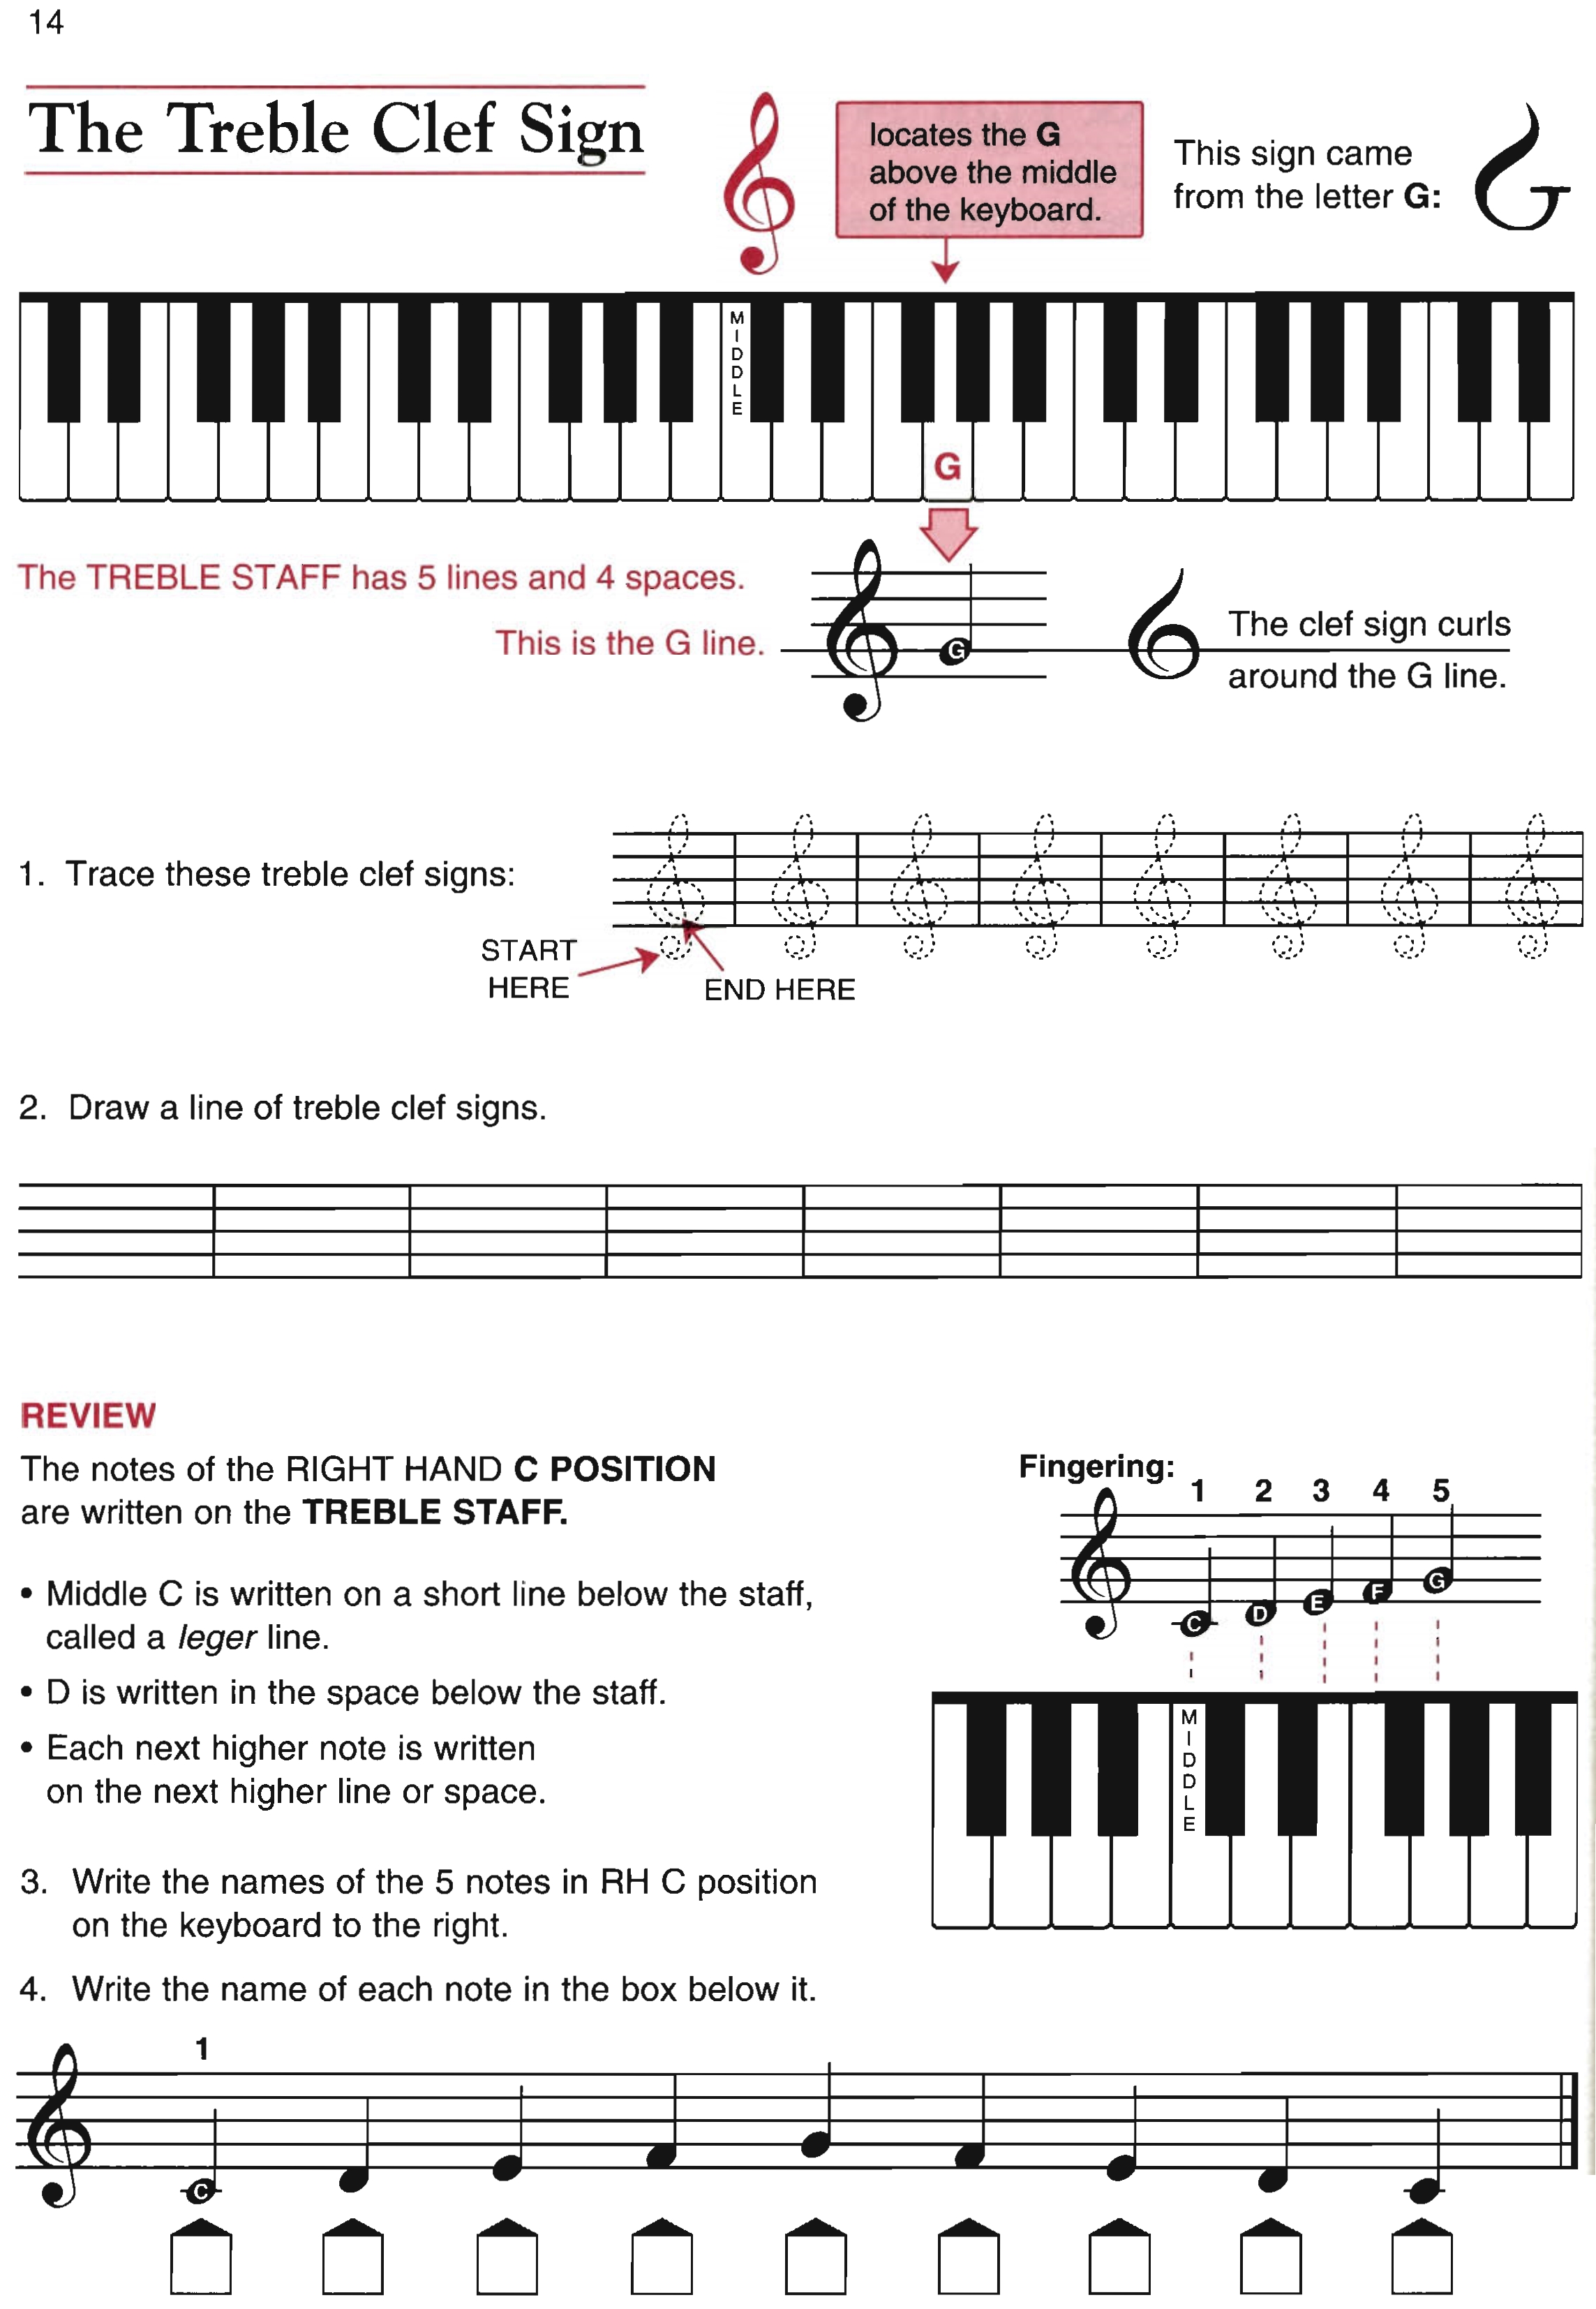 14
The Treble Clef Sign
locates the G
above the middle
of the keyboard.
This sign came
from the letter G:
MIDDLE
G
The TREBLE STAFF has 5 lines and 4 spaces.
This is the G line.
G
The clef sign curls
around the G line.
1. Trace these treble clef signs:
START
HERE
END HERE
2. Draw a line of treble clef signs.
REVIEW
The notes of the RIGHT HAND C POSITION
are written on the TREBLE STAFF.
• Middle C is written on a short line below the staff,
called a leger line.
• D is written in the space below the staff.
• Each next higher note is written
on the next higher line or space.
Fingering:
1 2 3 4 5
C D E F G
MIDDLE
3. Write the names of the 5 notes in RH C position
on the keyboard to the right.
4. Write the name of each note in the box below it.
1
C